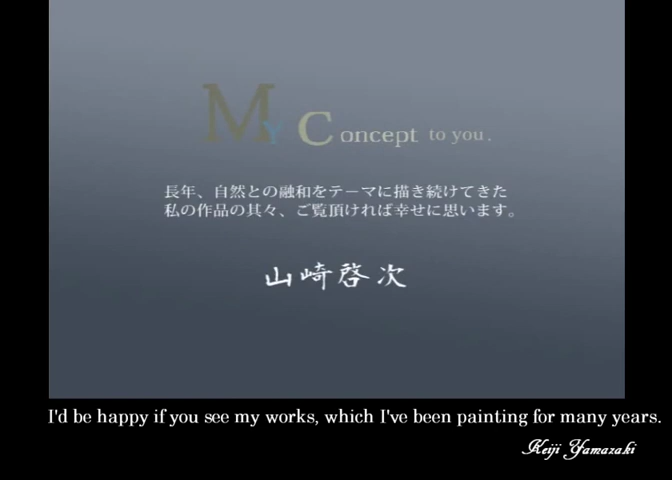 My Concept to you.
長年、自然との融和をテーマに描き続けてきた
私の作品の其々、ご覧頂ければ幸せに思います。
山崎啓次
I'd be happy if you see my works, which I've been painting for many years.
Keiji Yamazaki